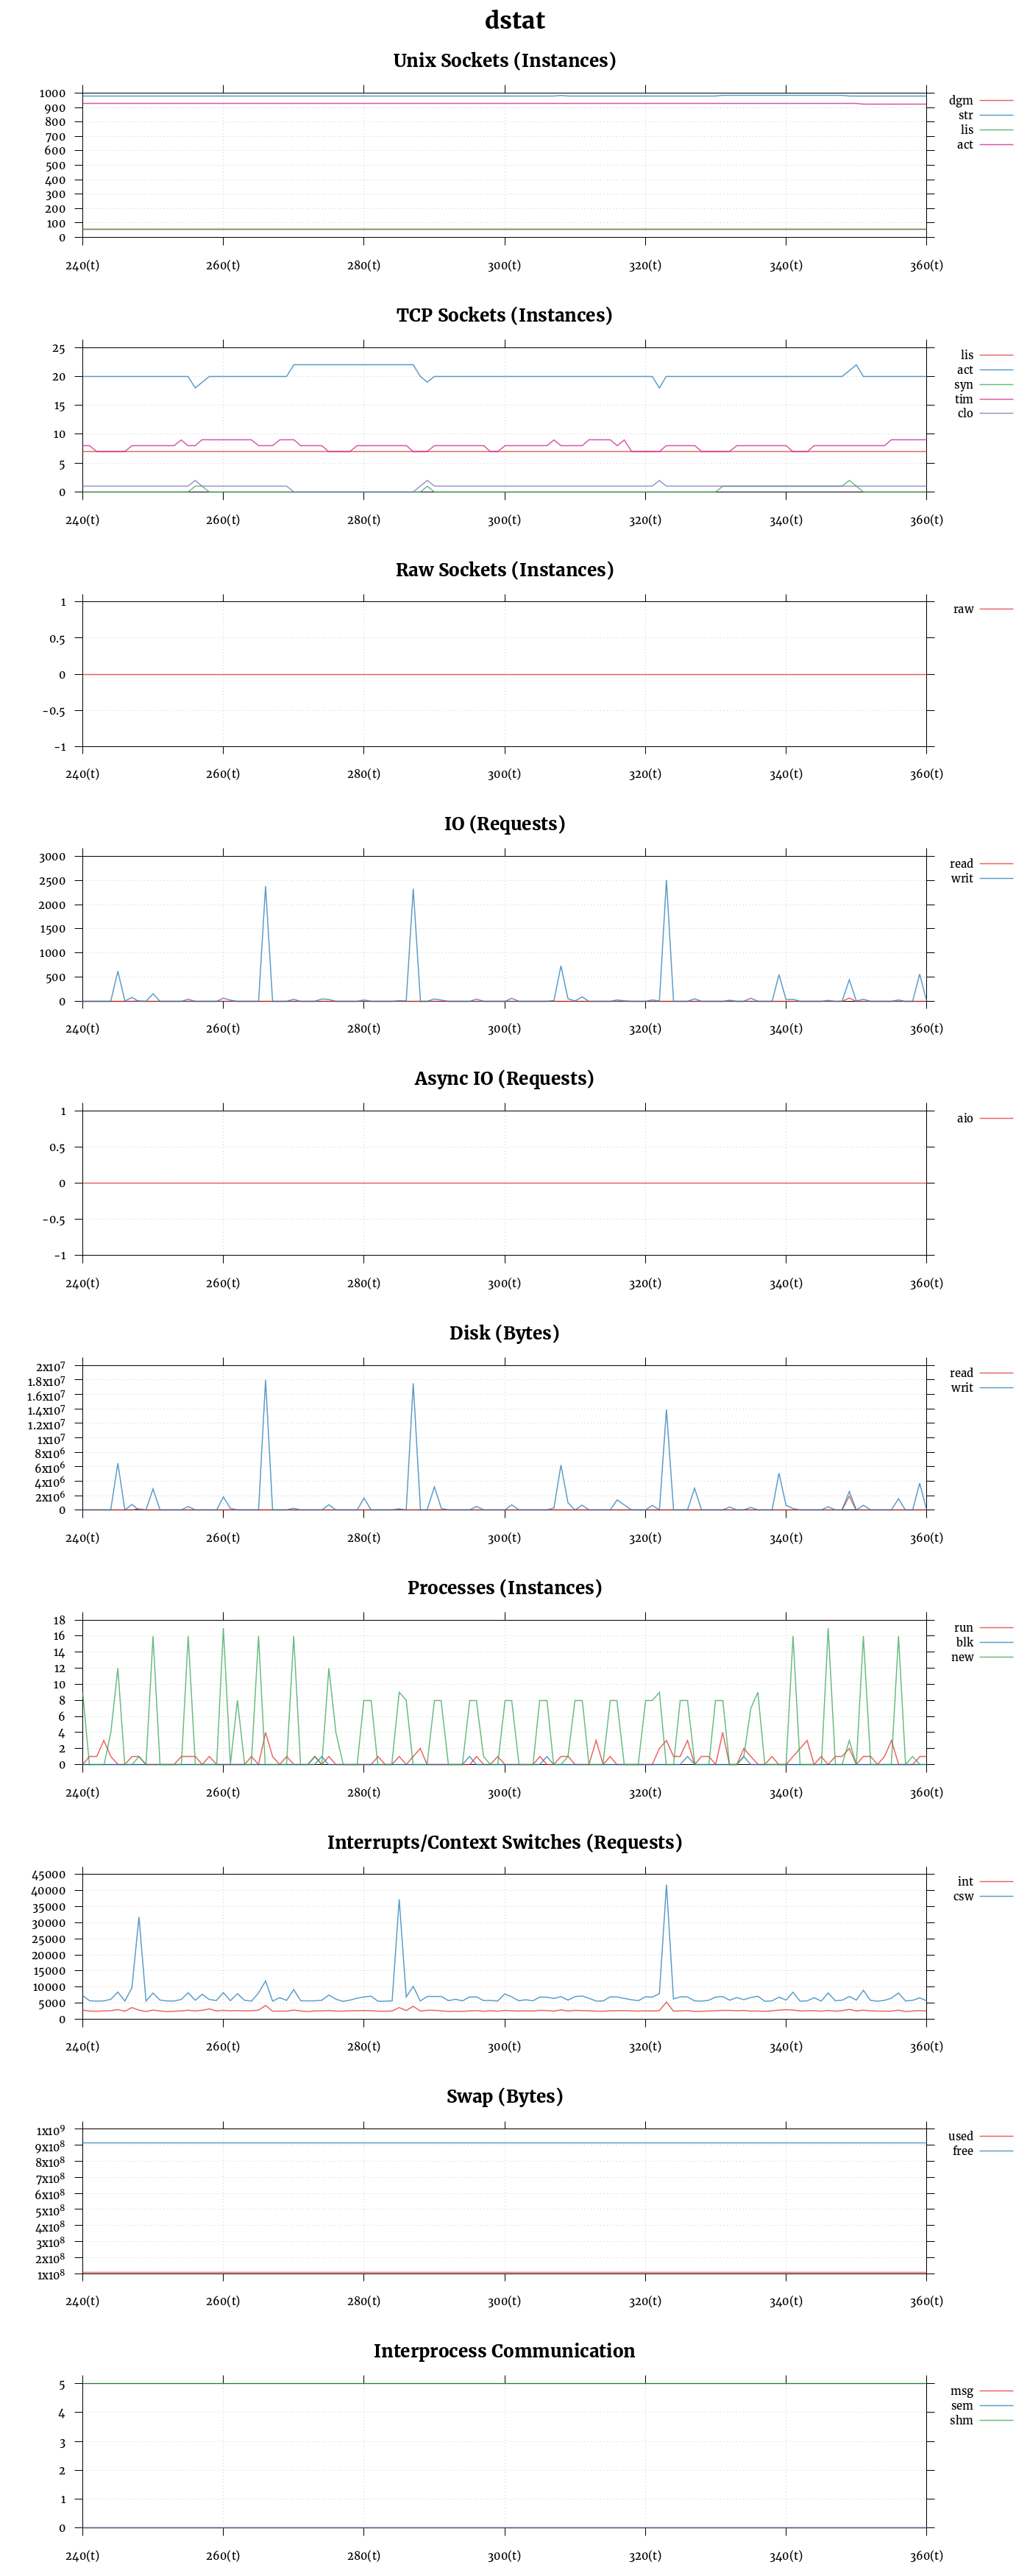 dstat
Unix Sockets (Instances)
1000
900
800
700
600
500
400
300
200
100
0
240(t) 260(t) 280(t) 300(t) 320(t) 340(t) 360(t)
dgm
str
lis
act
TCP Sockets (Instances)
25
20
15
10
5
0
240(t) 260(t) 280(t) 300(t) 320(t) 340(t) 360(t)
lis
act
syn
tim
clo
Raw Sockets (Instances)
1
0.5
0
-0.5
-1
240(t) 260(t) 280(t) 300(t) 320(t) 340(t) 360(t)
raw
IO (Requests)
3000
2500
2000
1500
1000
500
0
240(t) 260(t) 280(t) 300(t) 320(t) 340(t) 360(t)
read
writ
Async IO (Requests)
1
0.5
0
-0.5
-1
240(t) 260(t) 280(t) 300(t) 320(t) 340(t) 360(t)
aio
Disk (Bytes)
2x10⁷
1.8x10⁷
1.6x10⁷
1.4x10⁷
1.2x10⁷
1x10⁷
8x10⁶
6x10⁶
4x10⁶
2x10⁶
0
240(t) 260(t) 280(t) 300(t) 320(t) 340(t) 360(t)
read
writ
Processes (Instances)
18
16
14
12
10
8
6
4
2
0
240(t) 260(t) 280(t) 300(t) 320(t) 340(t) 360(t)
run
blk
new
Interrupts/Context Switches (Requests)
45000
40000
35000
30000
25000
20000
15000
10000
5000
0
240(t) 260(t) 280(t) 300(t) 320(t) 340(t) 360(t)
int
csw
Swap (Bytes)
1x10⁹
9x10⁸
8x10⁸
7x10⁸
6x10⁸
5x10⁸
4x10⁸
3x10⁸
2x10⁸
1x10⁸
240(t) 260(t) 280(t) 300(t) 320(t) 340(t) 360(t)
used
free
Interprocess Communication
5
4
3
2
1
0
240(t) 260(t) 280(t) 300(t) 320(t) 340(t) 360(t)
msg
sem
shm